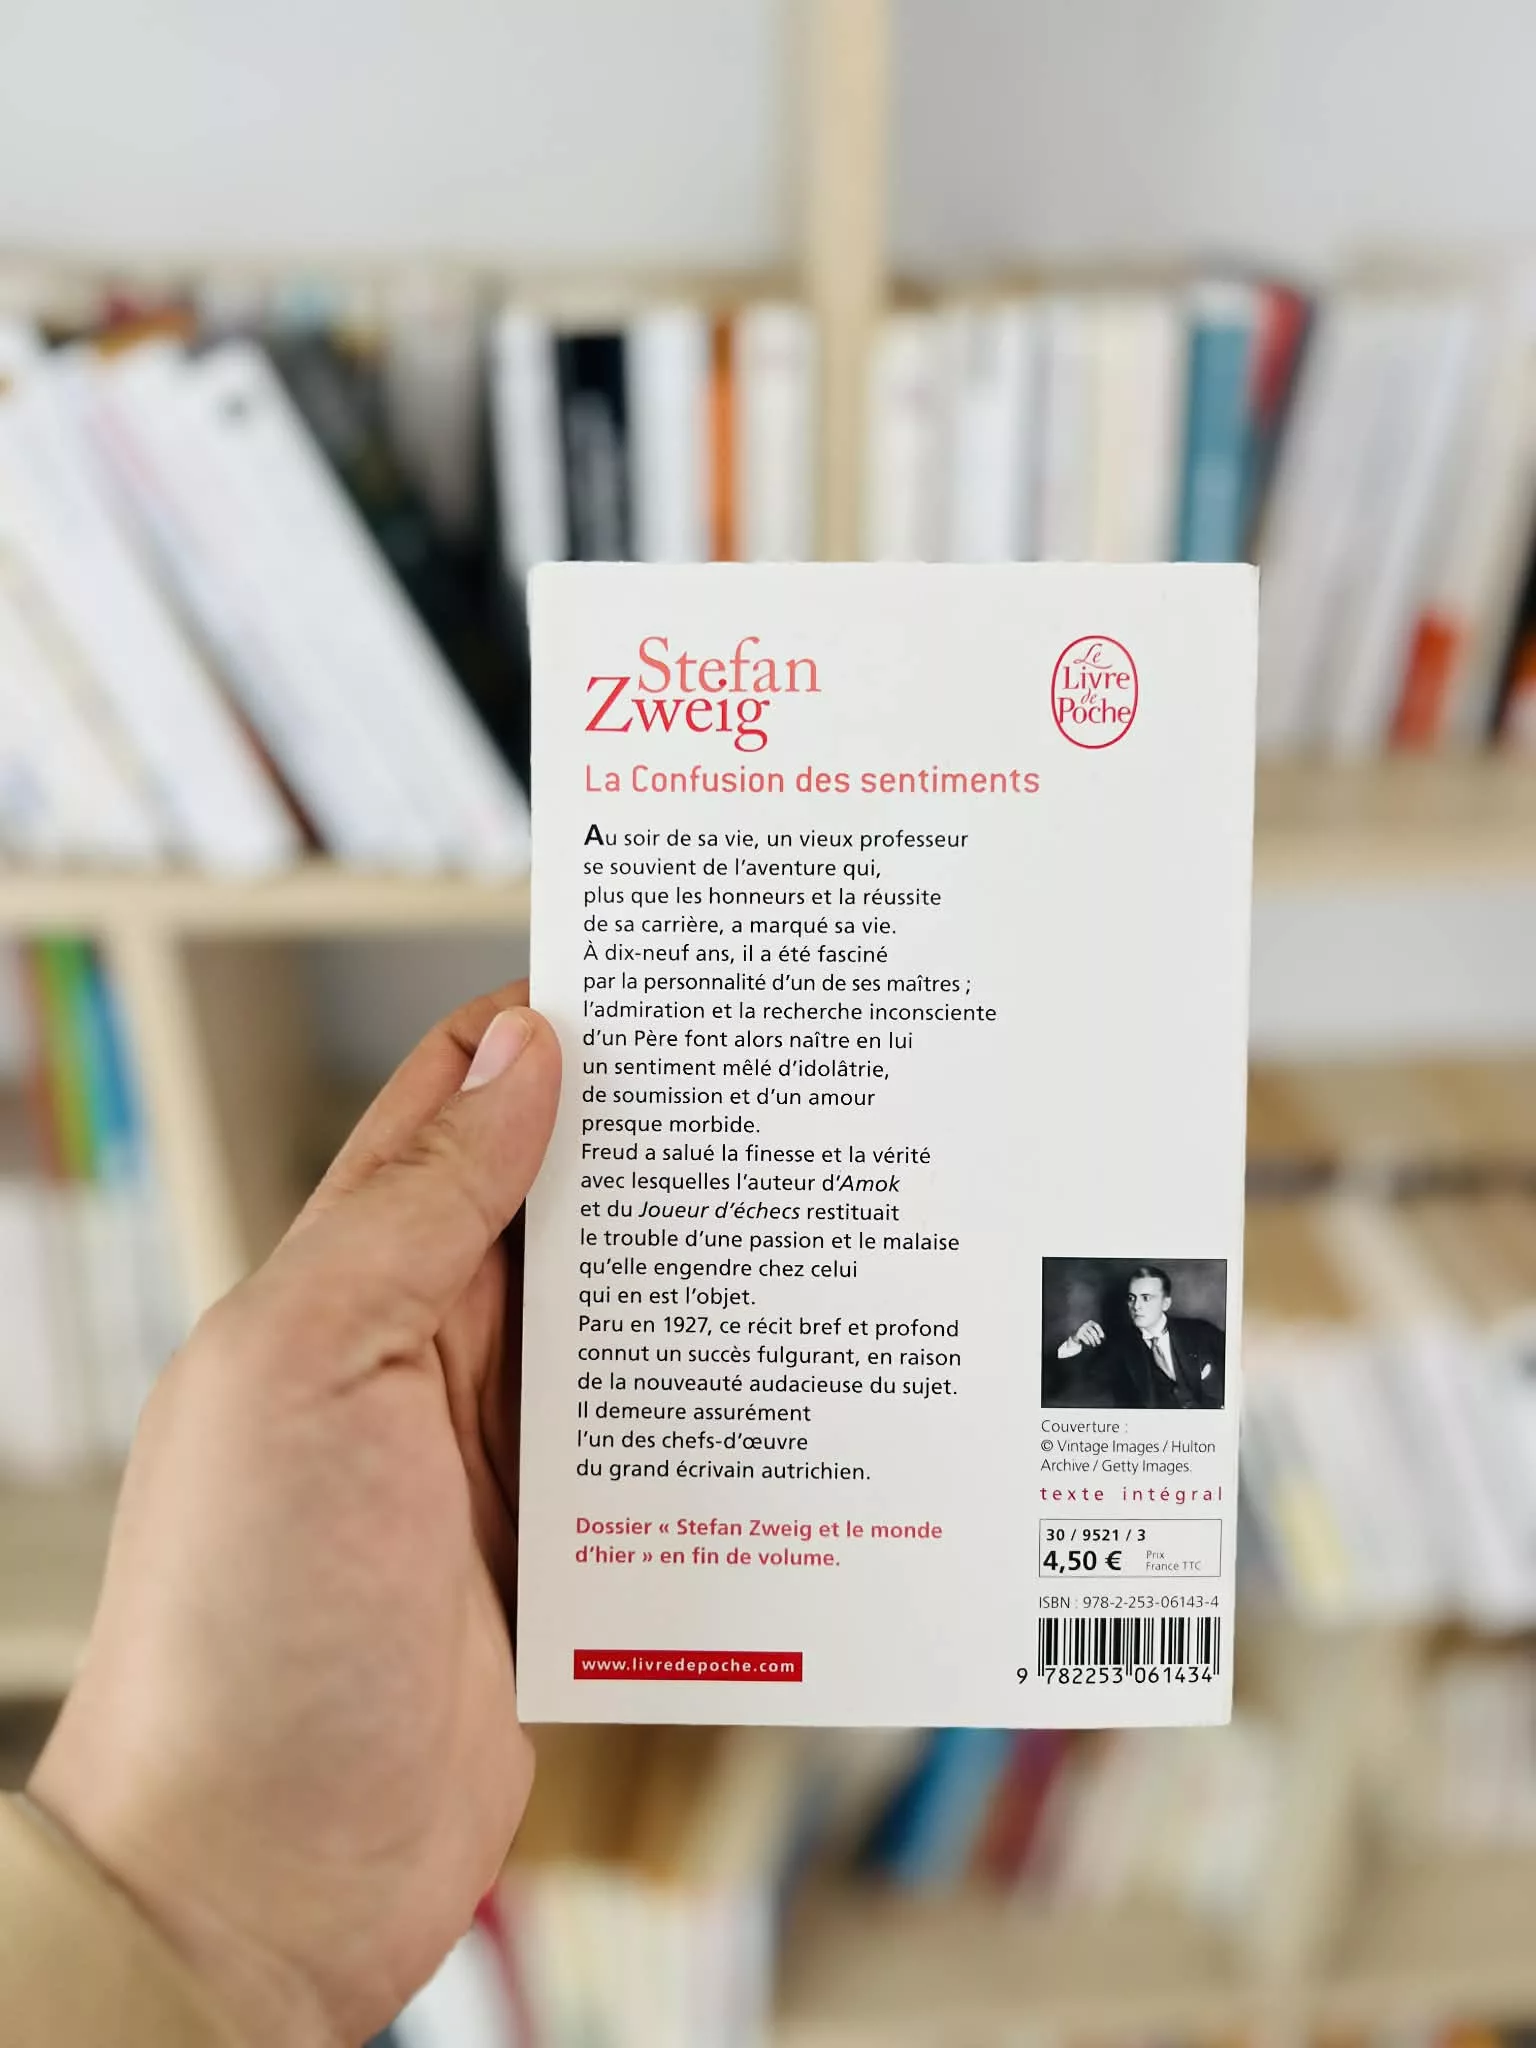 Stefan
Zweig
Le
Livre
de
Poche
La Confusion des sentiments
Au soir de sa vie, un vieux professeur
se souvient de l'aventure qui,
plus que les honneurs et la réussite
de sa carrière, a marqué sa vie.
À dix-neuf ans, il a été fasciné
par la personnalité d'un de ses maîtres ;
l'admiration et la recherche inconsciente
d'un Père font alors naître en lui
un sentiment mêlé d'idolâtrie,
de soumission et d'un amour
presque morbide.
Freud a salué la finesse et la vérité
avec lesquelles l'auteur d'Amok
et du Joueur d'échecs restituait
le trouble d'une passion et le malaise
qu'elle engendre chez celui
qui en est l'objet.
Paru en 1927, ce récit bref et profond
connut un succès fulgurant, en raison
de la nouveauté audacieuse du sujet.
Il demeure assurément
l'un des chefs-d'œuvre
du grand écrivain autrichien.
Dossier « Stefan Zweig et le monde
d'hier » en fin de volume.
www.livredepoche.com
Couverture :
© Vintage Images / Hulton
Archive / Getty Images.
texte intégral
30 / 9521 / 3
4,50 € Prix
France TTC
ISBN : 978-2-253-06143-4
9 782253 061434